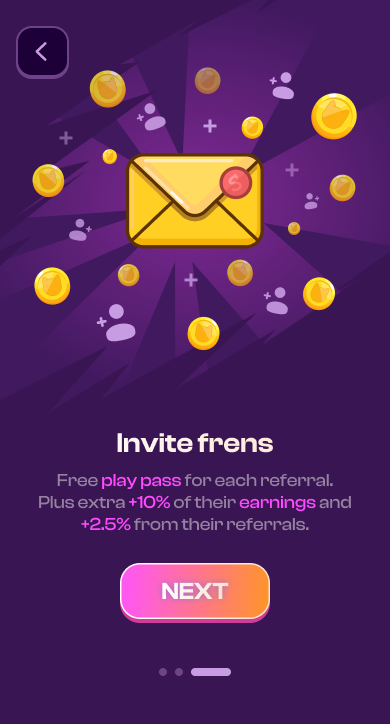 Invite frens
Free play pass for each referral.
Plus extra +10% of their earnings and
+2.5% from their referrals.
NEXT